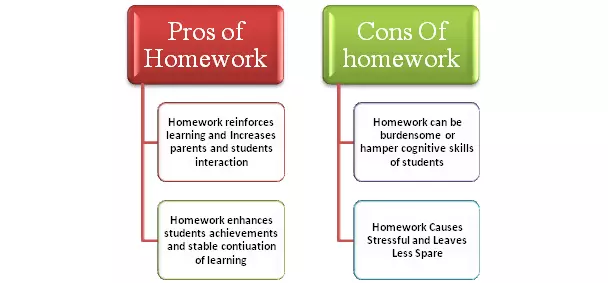 Pros of
Homework
Homework reinforces
learning and Increases
parents and students
interaction
Homework enhances
students achievements
and stable contiuation
of learning
Cons Of
homework
Homework can be
burdensome or
hamper cognitive skills
of students
Homework Causes
Stressful and Leaves
Less Spare